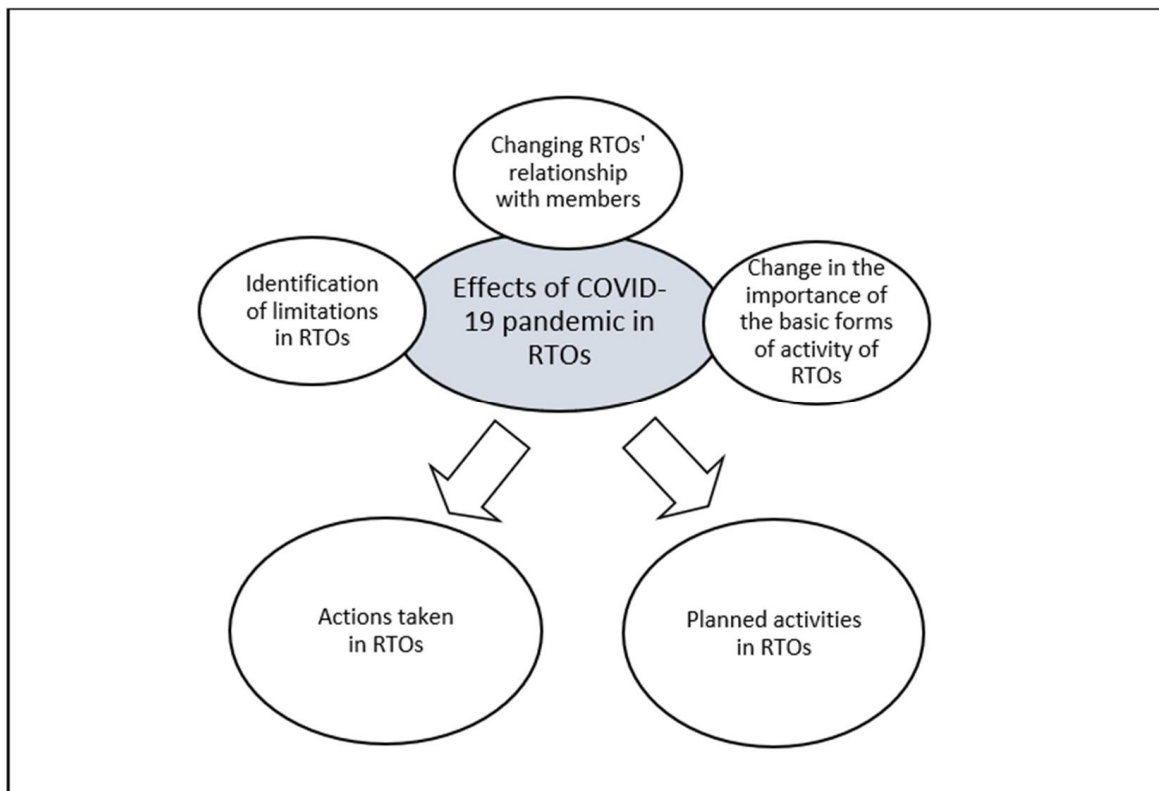 Changing RTOs'
relationship
with members
Identification
of limitations
in RTOs
Effects of COVID-
19 pandemic in
RTOs
Change in the
importance of
the basic forms
of activity of
RTOs
Actions taken
in RTOs
Planned activities
in RTOs